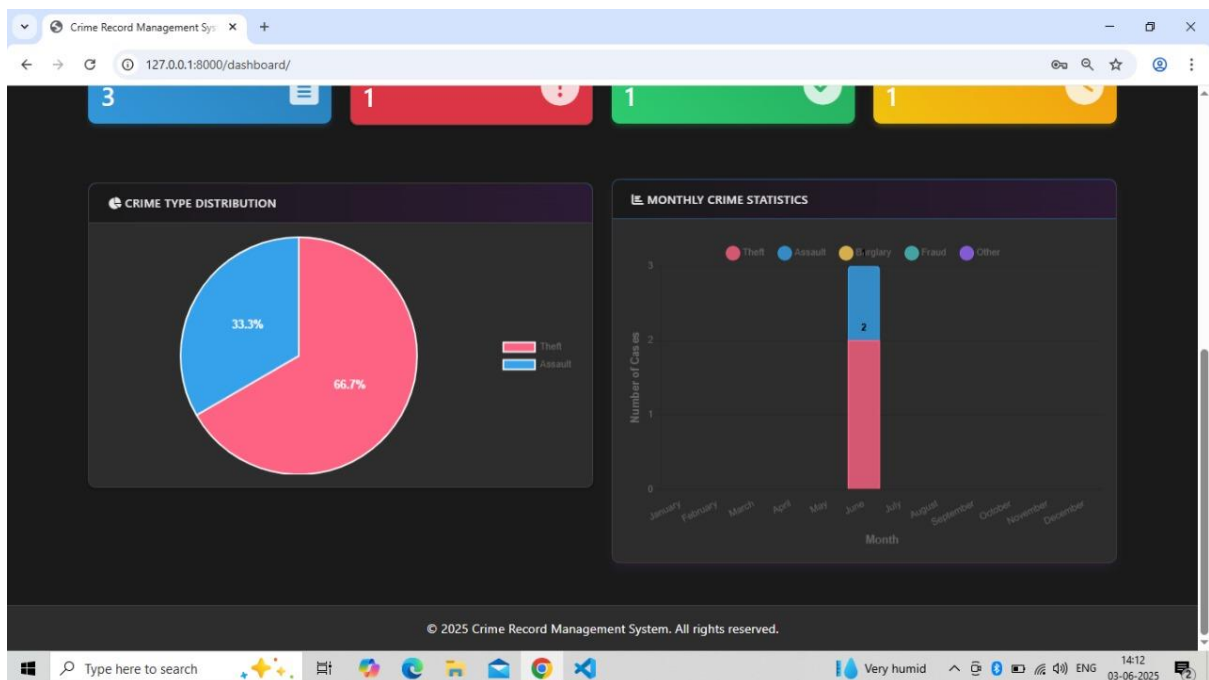 Crime Record Management Sys
127.0.0.1:8000/dashboard/
3 1 1 1
CRIME TYPE DISTRIBUTION
33.3%
66.7%
Theft
Assault
MONTHLY CRIME STATISTICS
Theft Assault Burglary Fraud Other
3
2
1
0
2
Number of Cases
January February March April May June July August September October November December
Month
© 2025 Crime Record Management System. All rights reserved.
Type here to search
Very humid
ENG
14:12
03-06-2025
2